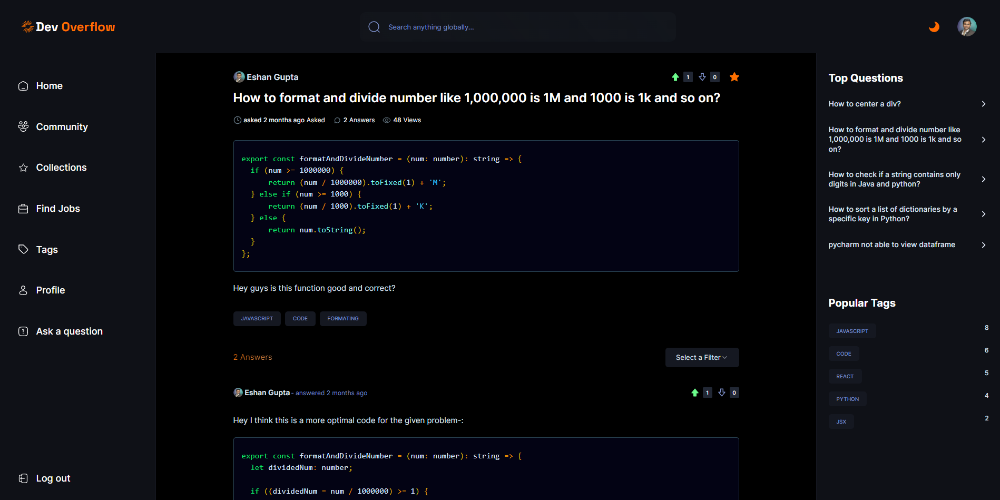 Dev Overflow
Search anything globally...
Home
Community
Collections
Find Jobs
Tags
Profile
Ask a question
Log out
Eshan Gupta
1
0
How to format and divide number like 1,000,000 is 1M and 1000 is 1k and so on?
asked 2 months ago Asked
2 Answers
48 Views
export const formatAndDivideNumber = (num: number): string => {
if (num >= 1000000) {
return (num / 1000000).toFixed(1) + 'M';
} else if (num >= 1000) {
return (num / 1000).toFixed(1) + 'K';
} else {
return num.toString();
}
};
Hey guys is this function good and correct?
JAVASCRIPT
CODE
FORMATING
2 Answers
Select a Filter
Eshan Gupta - answered 2 months ago
1
0
Hey I think this is a more optimal code for the given problem-:
export const formatAndDivideNumber = (num: number): string => {
let dividedNum: number;
if ((dividedNum = num / 1000000) >= 1) {
Top Questions
How to center a div?
How to format and divide number like
1,000,000 is 1M and 1000 is 1k and so
on?
How to check if a string contains only
digits in Java and python?
How to sort a list of dictionaries by a
specific key in Python?
pycharm not able to view dataframe
Popular Tags
JAVASCRIPT 8
CODE 6
REACT 5
PYTHON 4
JSX 2